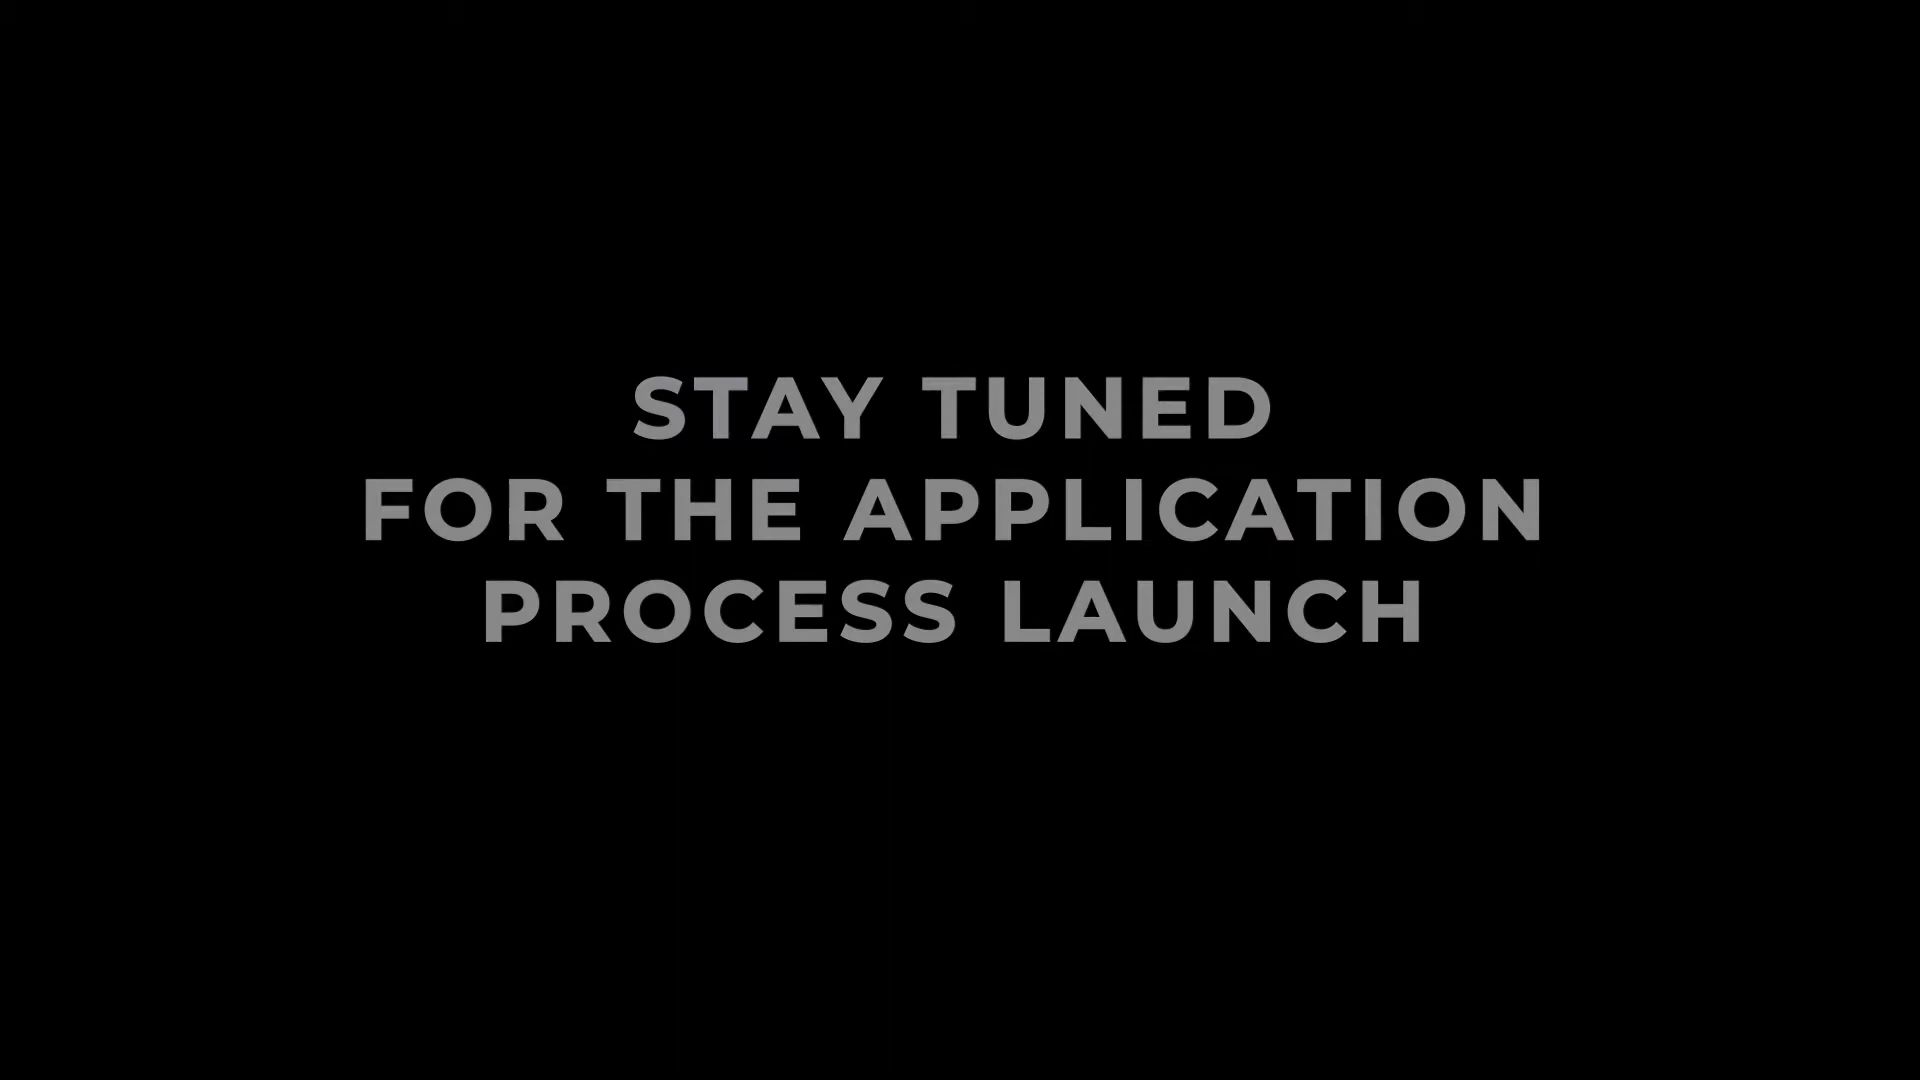 STAY TUNED
FOR THE APPLICATION
PROCESS LAUNCH